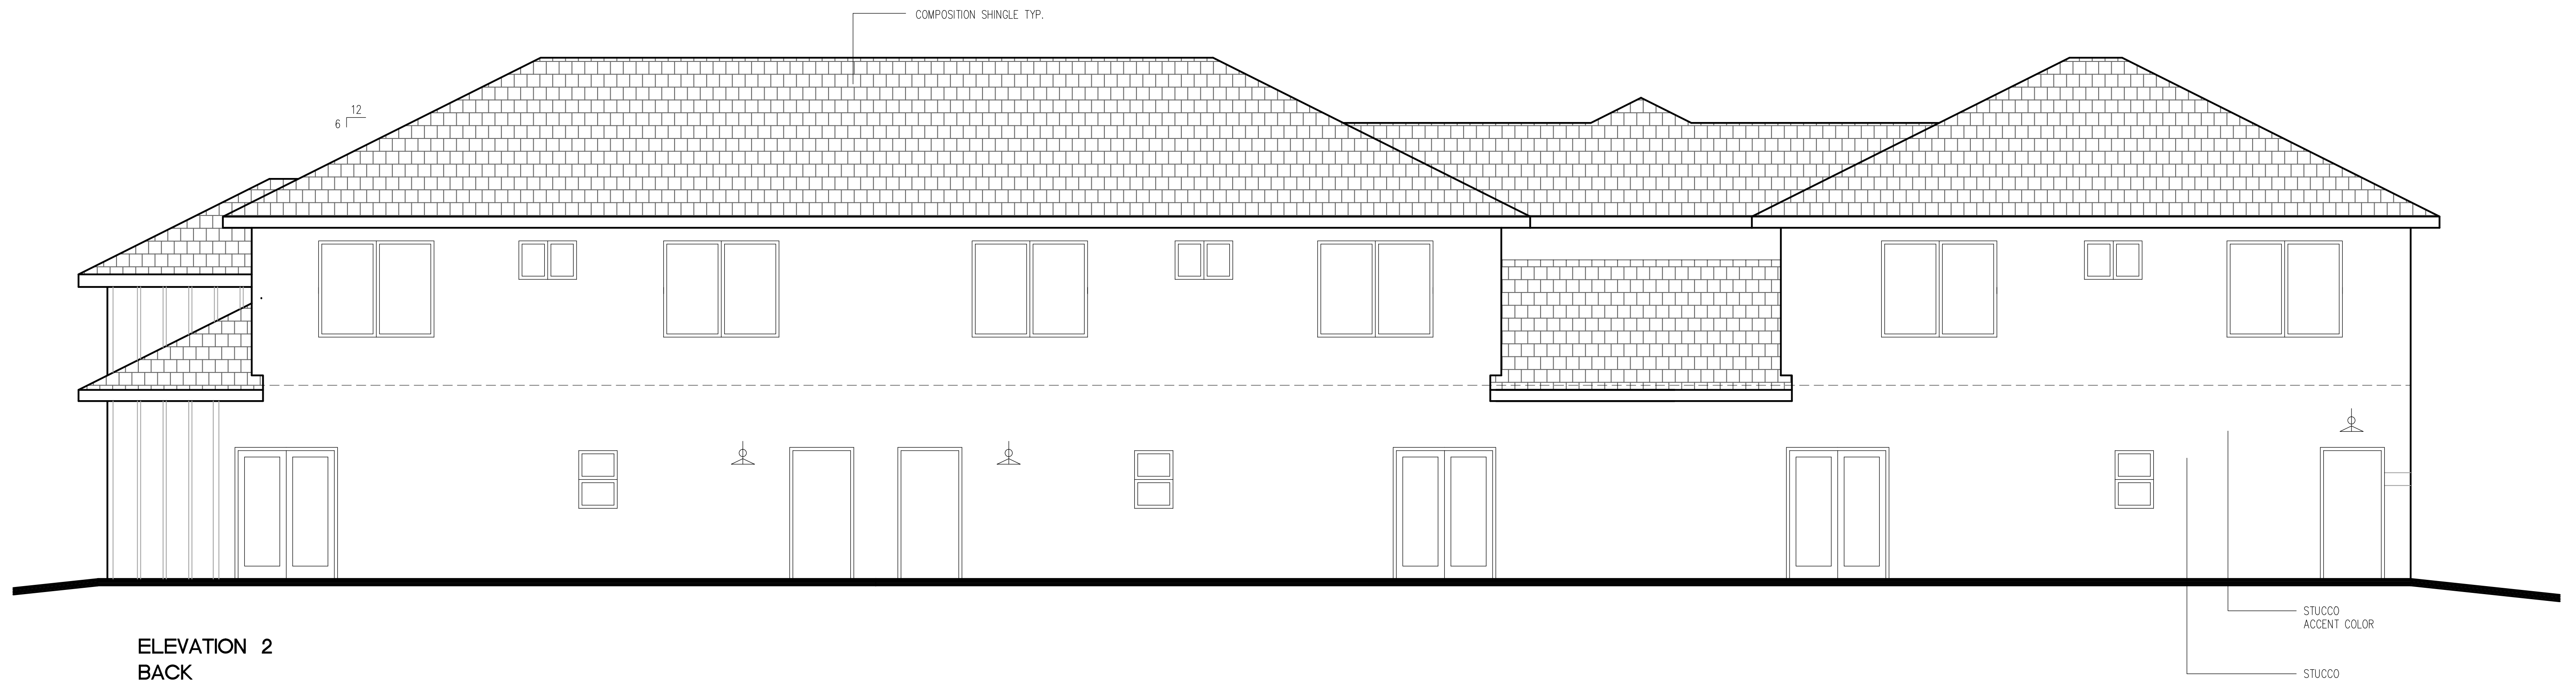 COMPOSITION SHINGLE TYP.
12
6
STUCCO
ACCENT COLOR
STUCCO
ELEVATION 2
BACK